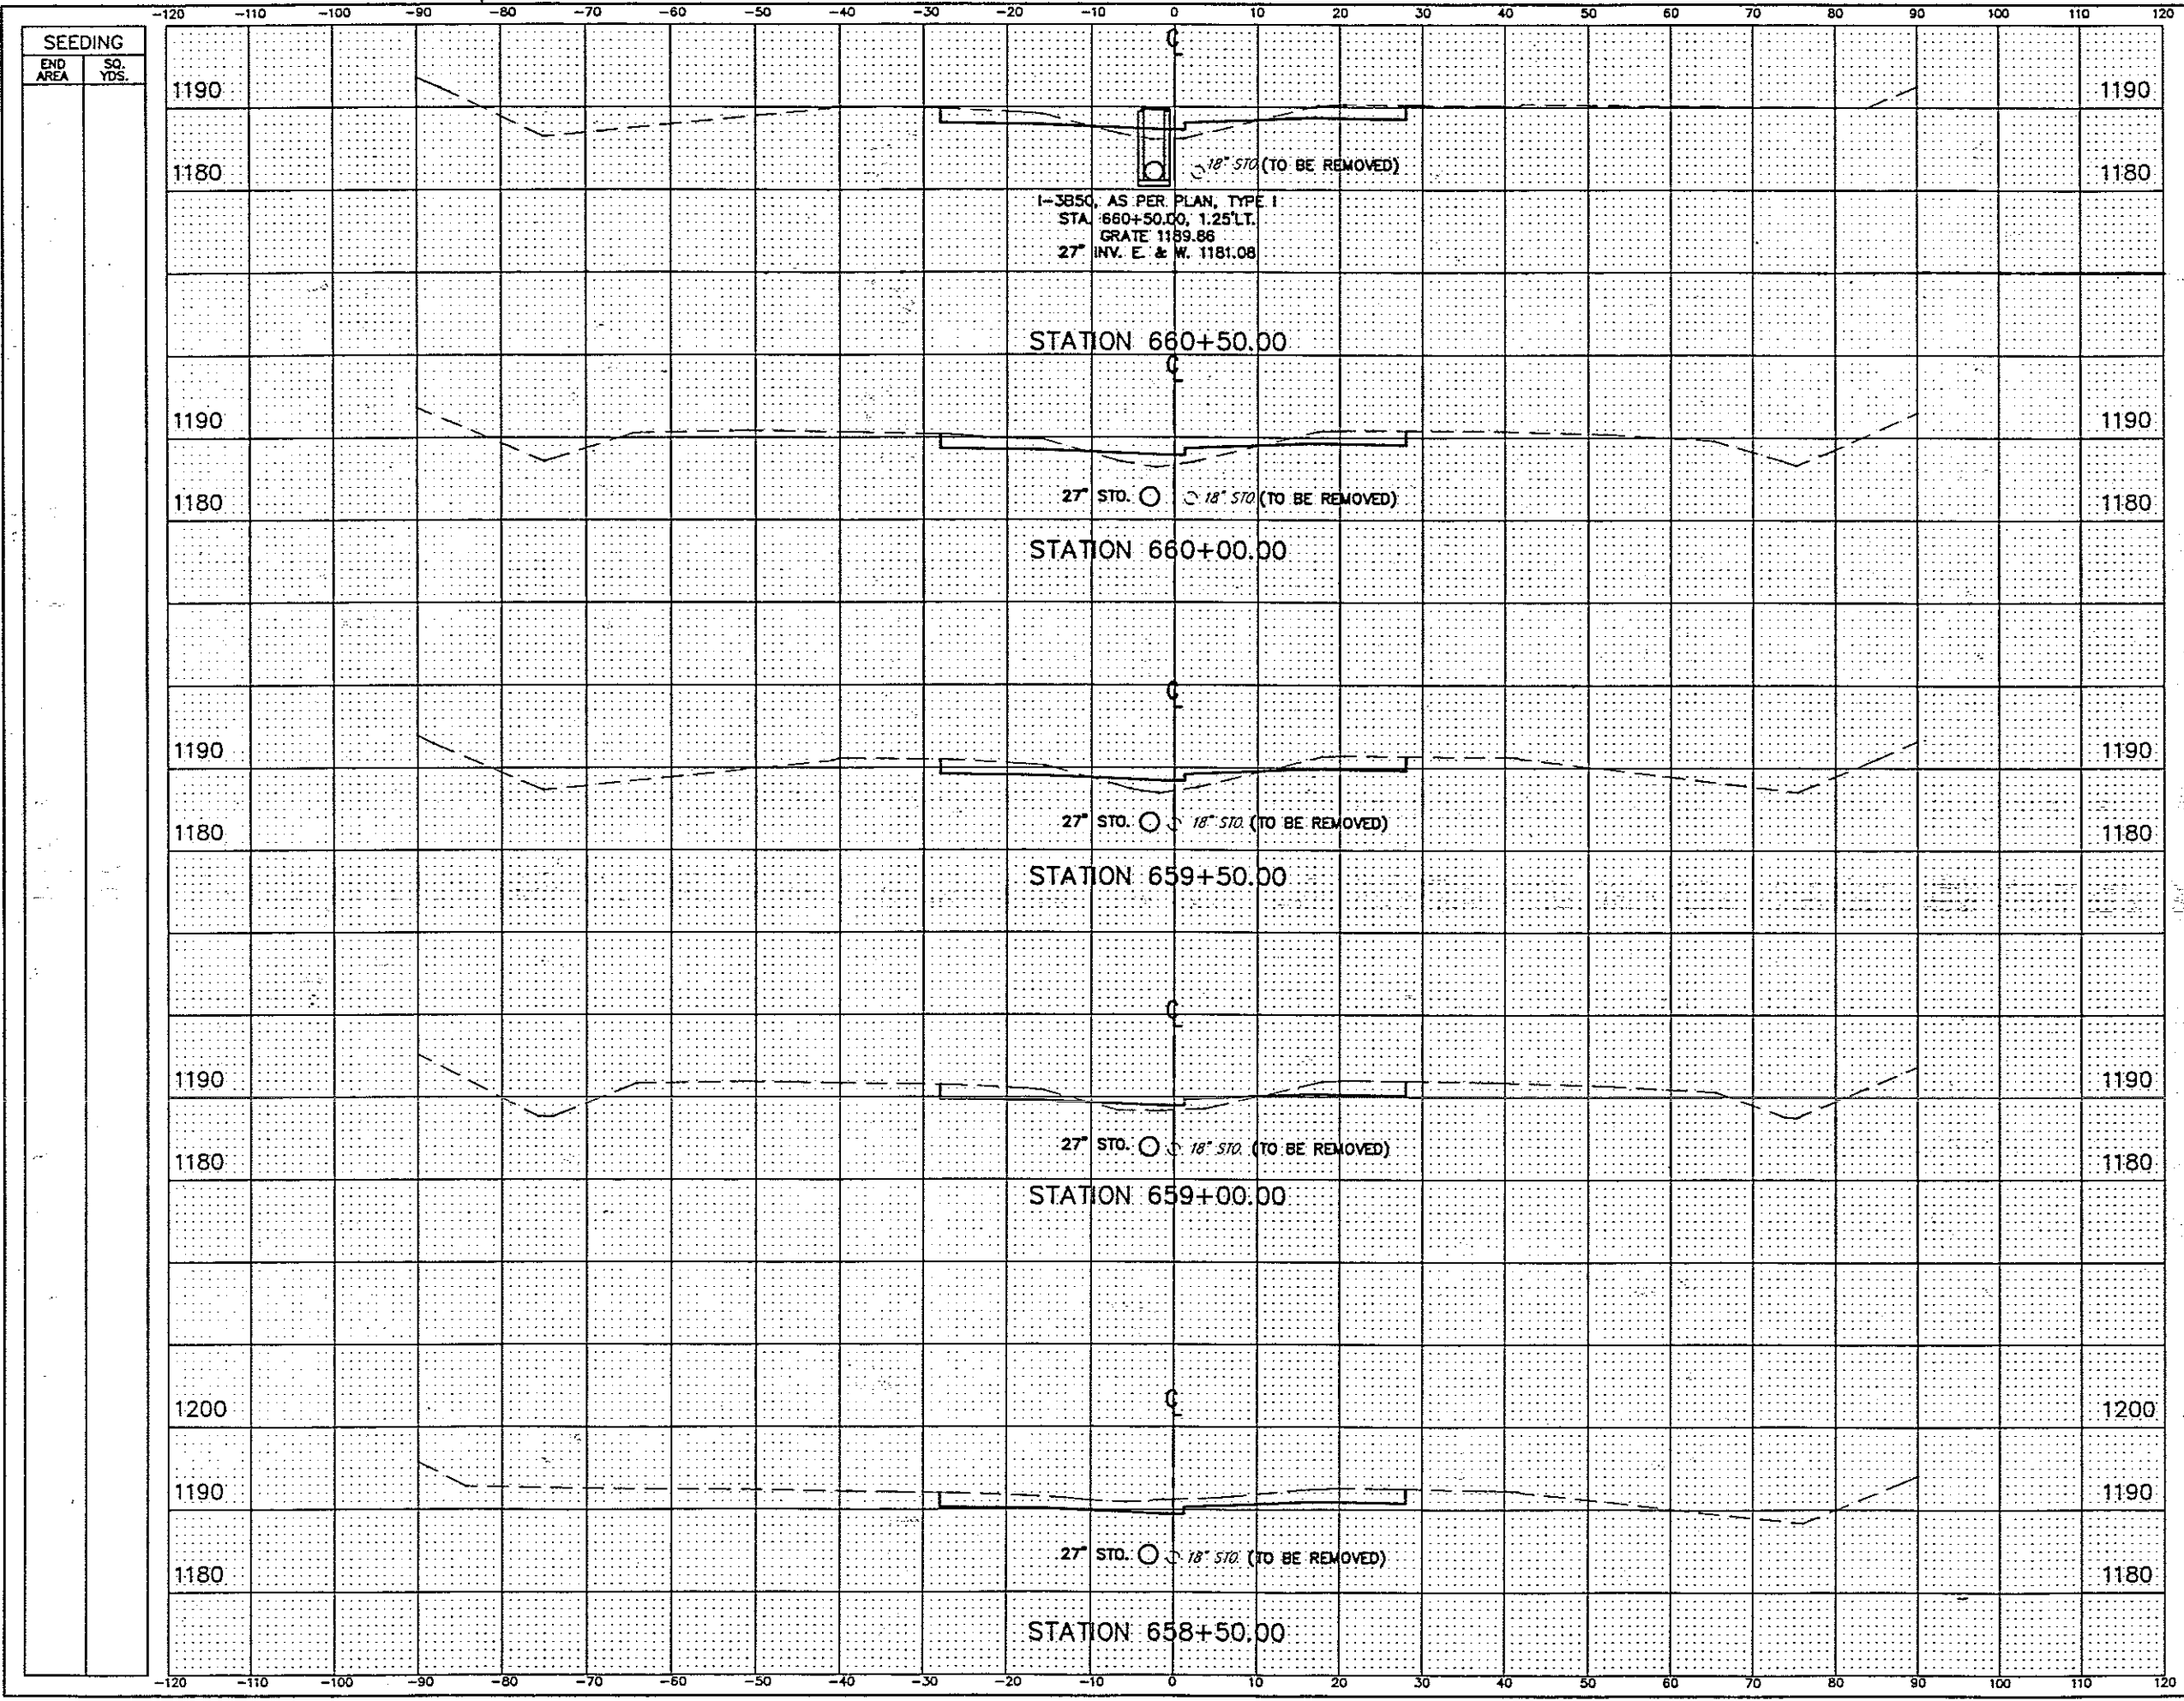 -120 -110 -100 -90 -80 -70 -60 -50 -40 -30 -20 -10 0 10 20 30 40 50 60 70 80 90 100 110 120
SEEDING
END AREA SQ. YDS.
℄
1190 1190
18" STO (TO BE REMOVED)
1180 1180
I-3B50, AS PER PLAN, TYPE I
STA. 660+50.00, 1.25'LT.
GRATE 1189.86
27" INV. E. & W. 1181.08
STATION 660+50.00
℄
1190 1190
27" STO. 18" STO (TO BE REMOVED)
1180 1180
STATION 660+00.00
℄
1190 1190
27" STO. 18" STO. (TO BE REMOVED)
1180 1180
STATION 659+50.00
℄
1190 1190
27" STO. 18" STO. (TO BE REMOVED)
1180 1180
STATION 659+00.00
℄
1200 1200
1190 1190
27" STO. 18" STO. (TO BE REMOVED)
1180 1180
STATION 658+50.00
-120 -110 -100 -90 -80 -70 -60 -50 -40 -30 -20 -10 0 10 20 30 40 50 60 70 80 90 100 110 120